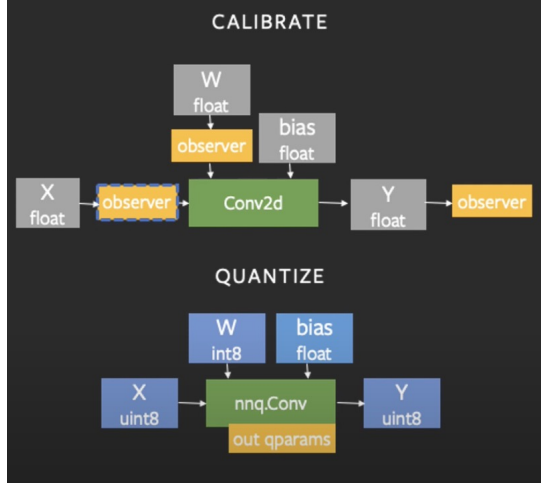 CALIBRATE
W
float
observer
bias
float
X
float
observer
Conv2d
Y
float
observer
QUANTIZE
W
int8
bias
float
X
uint8
nnq.Conv
Y
uint8
out qparams